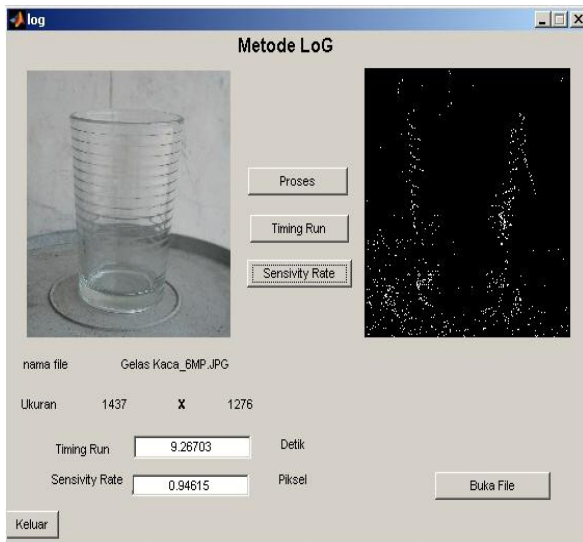 log
Metode LoG
Proses
Timing Run
Sensivity Rate
nama file Gelas Kaca_6MP.JPG
Ukuran 1437 X 1276
Timing Run 9.26703 Detik
Sensivity Rate 0.94615 Piksel
Buka File
Keluar